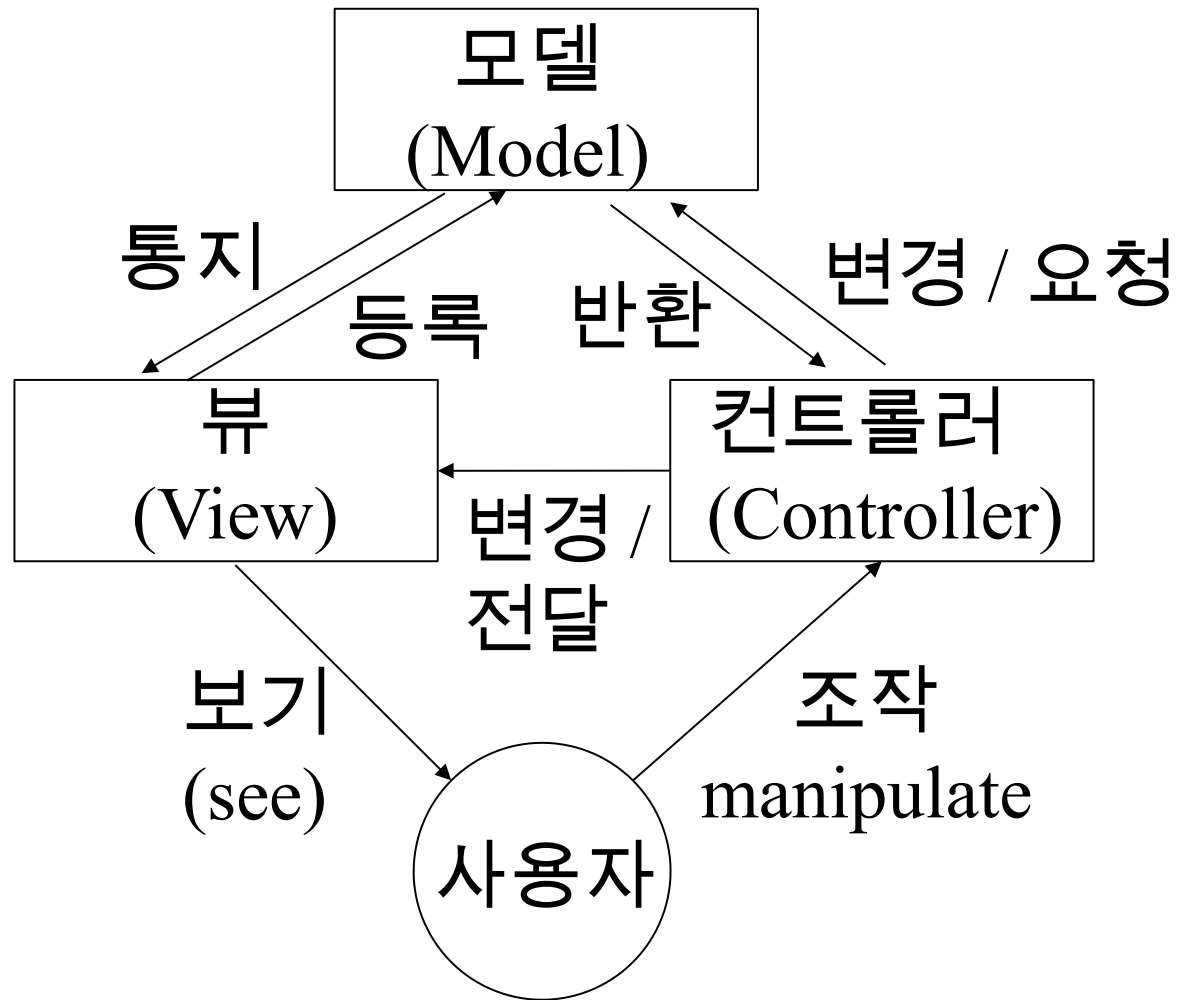 모델
(Model)
통지
등록
반환
변경 / 요청
뷰
(View)
변경 /
전달
컨트롤러
(Controller)
보기
(see)
조작
manipulate
사용자